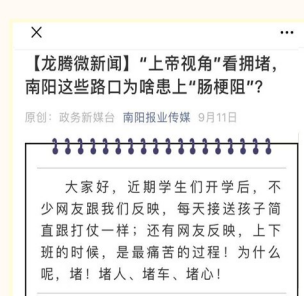 【龙腾微新闻】“上帝视角”看拥堵，
南阳这些路口为啥患上“肠梗阻”？
原创： 政务新媒台 南阳报业传媒 9月11日
大家好，近期学生们开学后，不
少网友跟我们反映，每天接送孩子简
直跟打仗一样；还有网友反映，上下
班的时候，是最痛苦的过程！为什么
呢，堵！堵人、堵车、堵心！